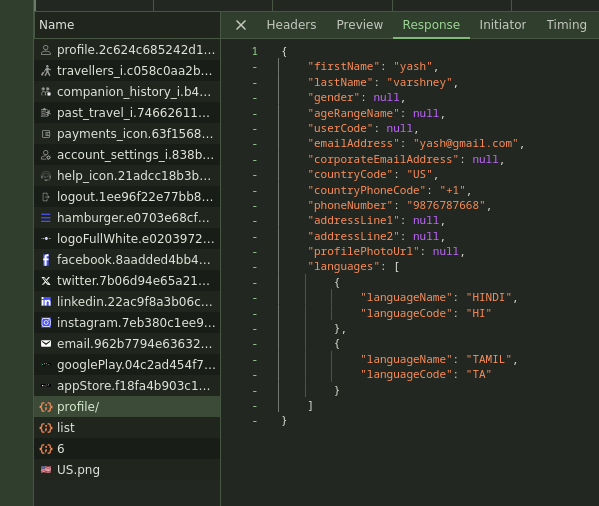 Name
profile.2c624c685242d1...
travellers_i.c058c0aa2b...
companion_history_i.b4...
past_travel_i.74662611...
payments_icon.63f1568...
account_settings_i.838b...
help_icon.21adcc18b3b...
logout.1ee96f22e77bb8...
hamburger.e0703e68cf...
logoFullWhite.e0203972...
facebook.8aadded4bb4...
twitter.7b06d94e65a21...
linkedin.22ac9f8a3b06c...
instagram.7eb380c1ee9...
email.962b7794e63632...
googlePlay.04c2ad454f7...
appStore.f18fa4b903c1...
profile/
list
6
US.png
Headers Preview Response Initiator Timing
1 {
- "firstName": "yash",
- "lastName": "varshney",
- "gender": null,
- "ageRangeName": null,
- "userCode": null,
- "emailAddress": "yash@gmail.com",
- "corporateEmailAddress": null,
- "countryCode": "US",
- "countryPhoneCode": "+1",
- "phoneNumber": "9876787668",
- "addressLine1": null,
- "addressLine2": null,
- "profilePhotoUrl": null,
- "languages": [
- {
- "languageName": "HINDI",
- "languageCode": "HI"
- },
- {
- "languageName": "TAMIL",
- "languageCode": "TA"
- }
- ]
- }